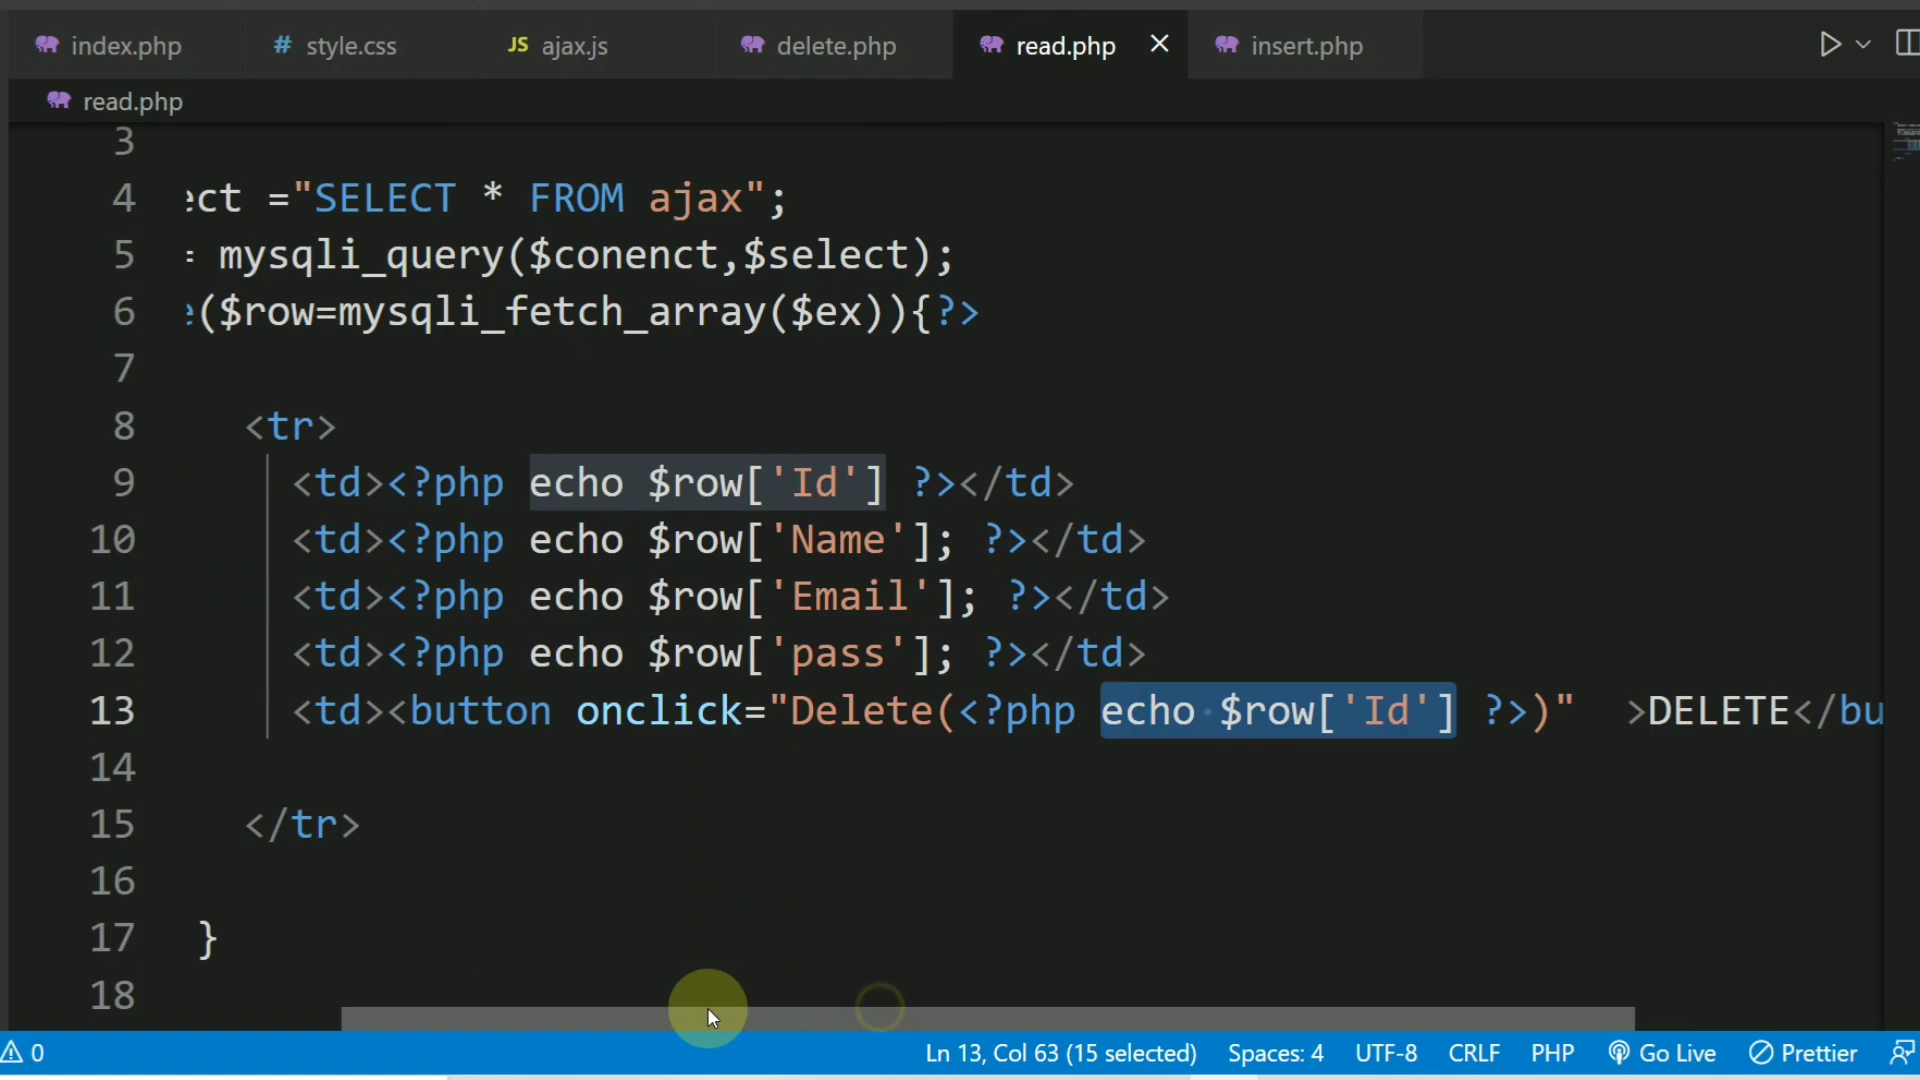 index.php # style.css JS ajax.js delete.php read.php insert.php
read.php
3
4 ect ="SELECT * FROM ajax";
5 = mysqli_query($conenct,$select);
6 e($row=mysqli_fetch_array($ex)){?>
7
8 <tr>
9 <td><?php echo $row['Id'] ?></td>
10 <td><?php echo $row['Name']; ?></td>
11 <td><?php echo $row['Email']; ?></td>
12 <td><?php echo $row['pass']; ?></td>
13 <td><button onclick="Delete(<?php echo $row['Id'] ?>)" >DELETE</bu
14
15 </tr>
16
17 }
18
0 Ln 13, Col 63 (15 selected) Spaces: 4 UTF-8 CRLF PHP Go Live Prettier